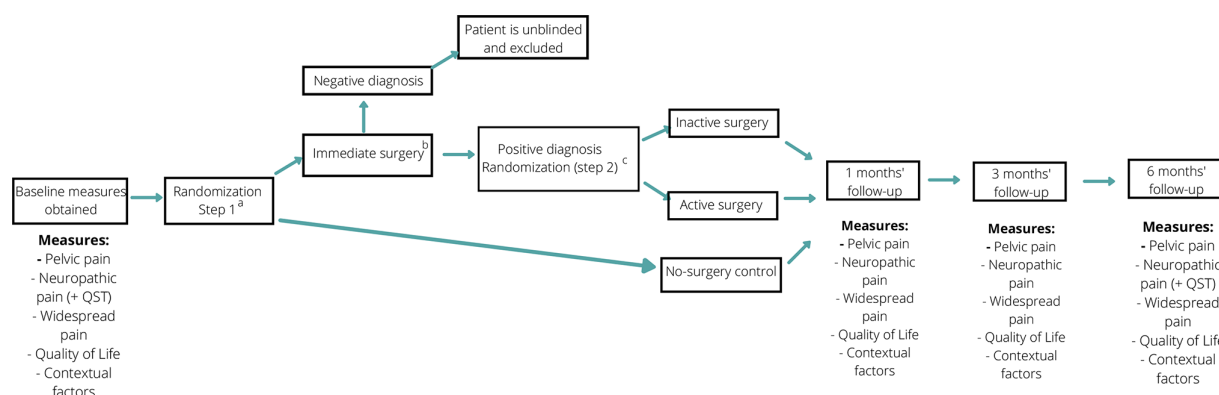 Patient is unblinded
and excluded
Negative diagnosis
Immediate surgery b
Positive diagnosis
Randomization (step 2) c
Inactive surgery
Active surgery
No-surgery control
Baseline measures
obtained
Randomization
Step 1 a
1 months'
follow-up
3 months'
follow-up
6 months'
follow-up
Measures:
- Pelvic pain
- Neuropathic
pain (+ QST)
- Widespread
pain
- Quality of Life
- Contextual
factors
Measures:
- Pelvic pain
- Neuropathic
pain
- Widespread
pain
- Quality of Life
- Contextual
factors
Measures:
- Pelvic pain
- Neuropathic
pain
- Widespread
pain
- Quality of Life
- Contextual
factors
Measures:
- Pelvic pain
- Neuropathic
pain (+ QST)
- Widespread
pain
- Quality of Life
- Contextual
factors